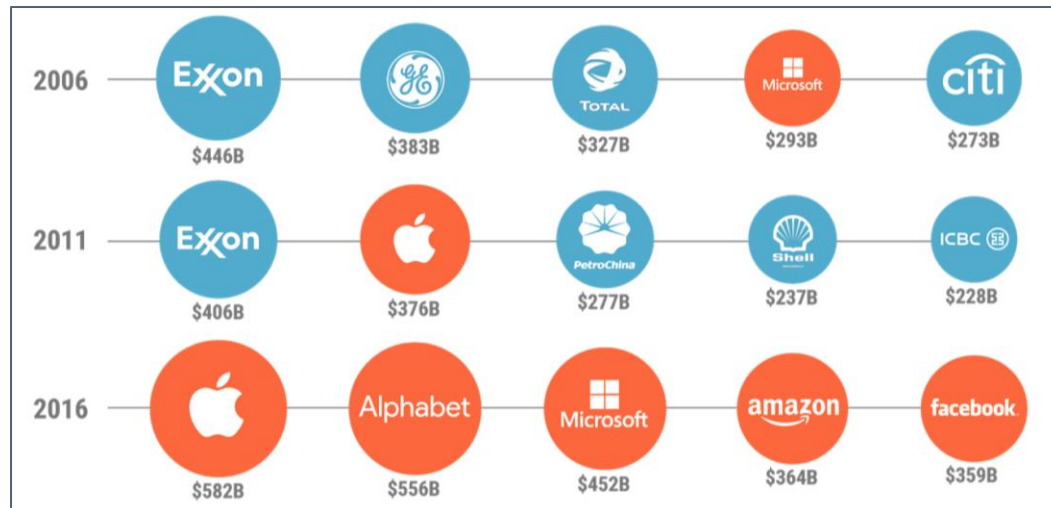 2006
Exxon
GE
TOTAL
Microsoft
citi
$446B
$383B
$327B
$293B
$273B
2011
Exxon
PetroChina
Shell
ICBC
$406B
$376B
$277B
$237B
$228B
2016
Alphabet
Microsoft
amazon
facebook
$582B
$556B
$452B
$364B
$359B